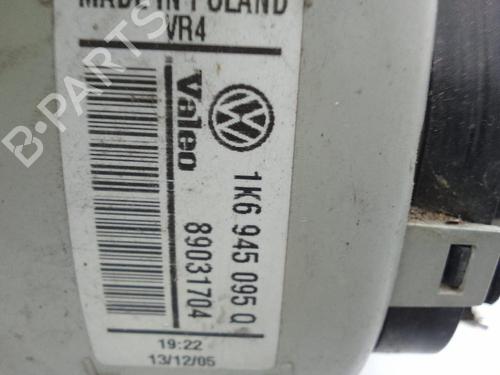 MADE IN POLAND
VR4
Valeo
1K6 945 095 Q
89031704
19:22
13/12/05
B-PARTS